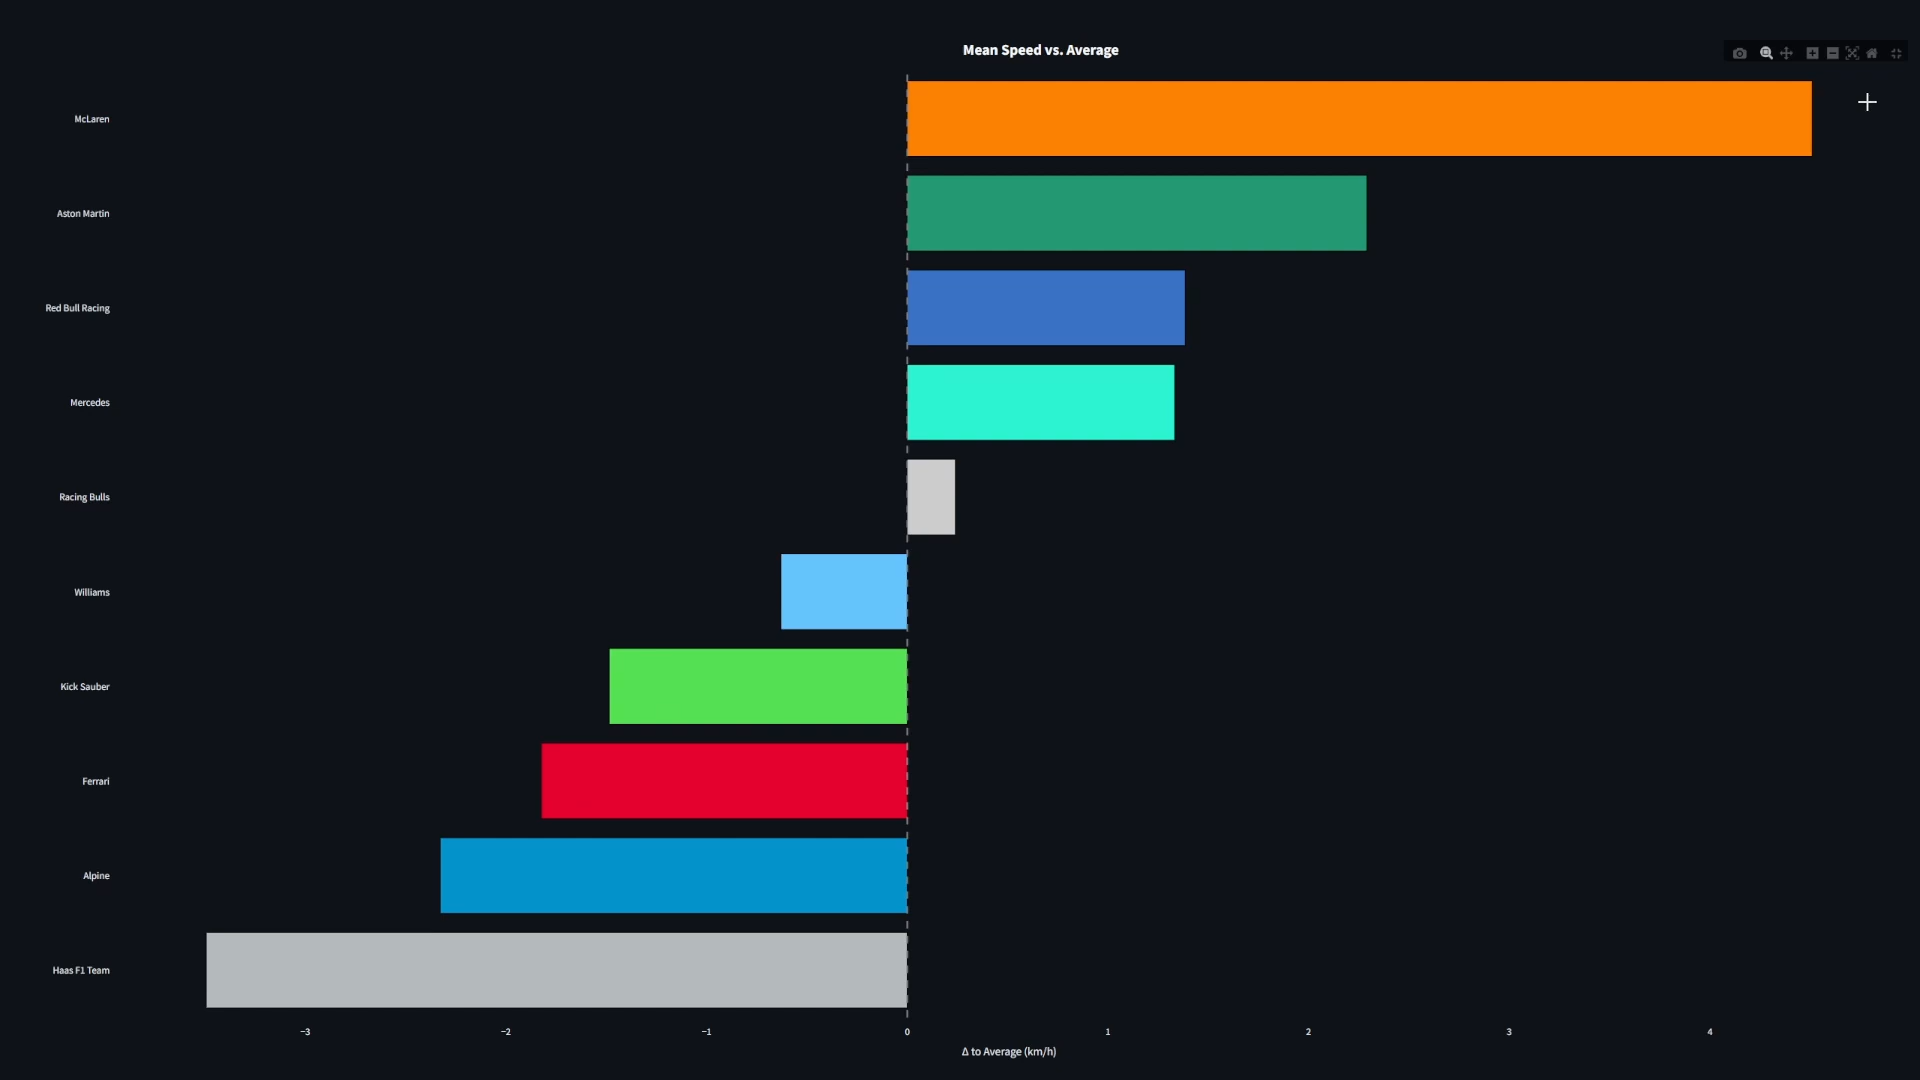 Mean Speed vs. Average
McLaren
Aston Martin
Red Bull Racing
Mercedes
Racing Bulls
Williams
Kick Sauber
Ferrari
Alpine
Haas F1 Team
−3 −2 −1 0 1 2 3 4
Δ to Average (km/h)